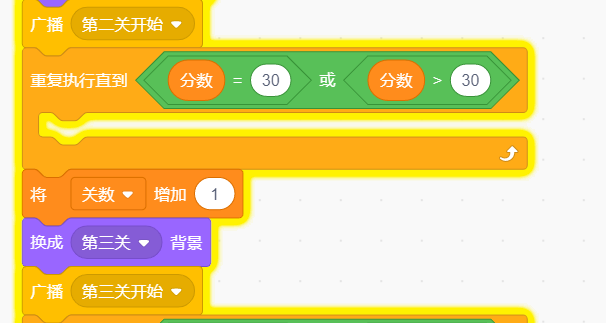 广播 第二关开始
重复执行直到 分数 = 30 或 分数 > 30
将 关数 增加 1
换成 第三关 背景
广播 第三关开始